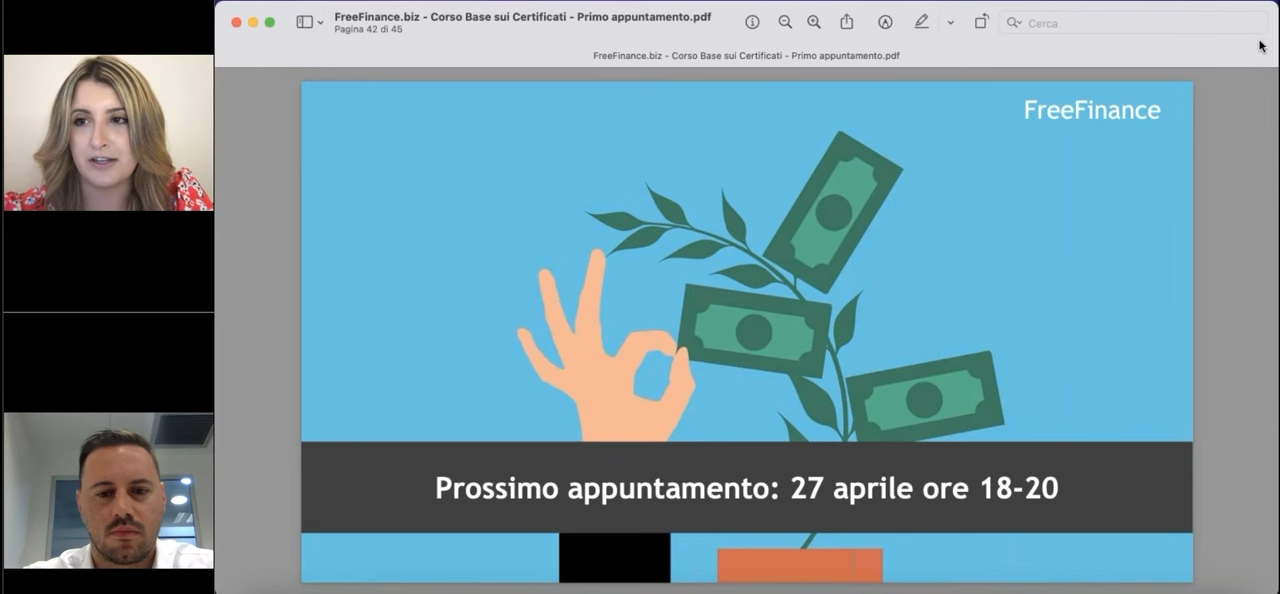 FreeFinance.biz - Corso Base sui Certificati - Primo appuntamento.pdf
Pagina 42 di 45
Cerca
FreeFinance.biz - Corso Base sui Certificati - Primo appuntamento.pdf
FreeFinance
Prossimo appuntamento: 27 aprile ore 18-20